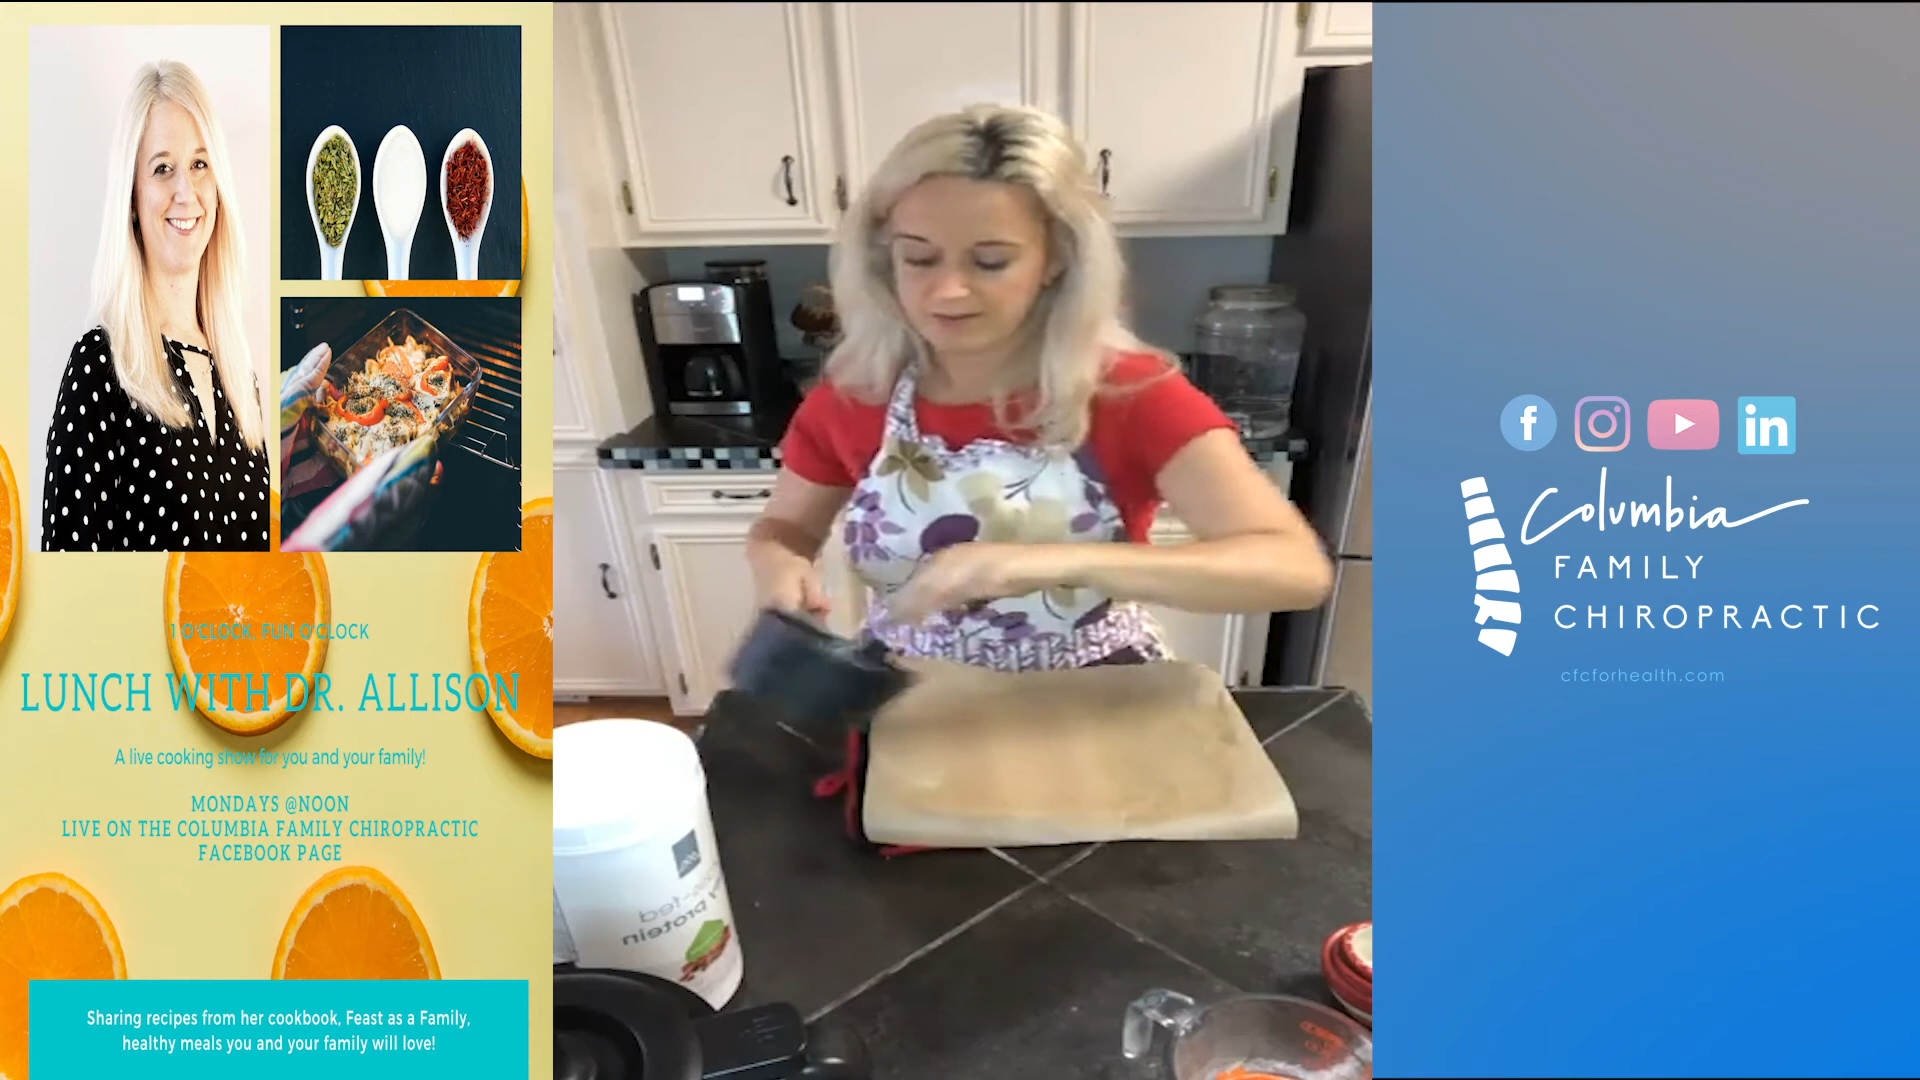 1 O'CLOCK, FUN O'CLOCK
LUNCH WITH DR. ALLISON
A live cooking show for you and your family!
MONDAYS @NOON
LIVE ON THE COLUMBIA FAMILY CHIROPRACTIC
FACEBOOK PAGE
Sharing recipes from her cookbook, Feast as a Family,
healthy meals you and your family will love!
protein
f
in
Columbia
FAMILY
CHIROPRACTIC
cfcforhealth.com